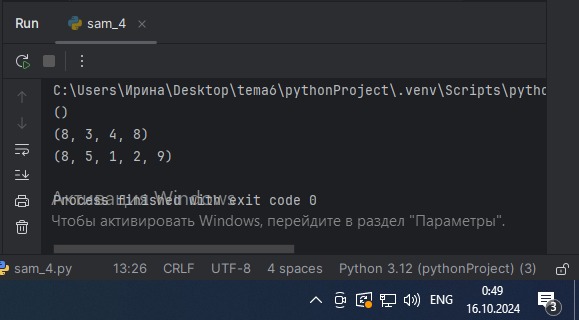 Run sam_4
C:\Users\Ирина\Desktop\tema6\pythonProject\.venv\Scripts\pytho
()
(8, 3, 4, 8)
(8, 5, 1, 2, 9)
Активация Windows
Process finished with exit code 0
Чтобы активировать Windows, перейдите в раздел "Параметры".
sam_4.py 13:26 CRLF UTF-8 4 spaces Python 3.12 (pythonProject) (3)
ENG 0:49
16.10.2024 3